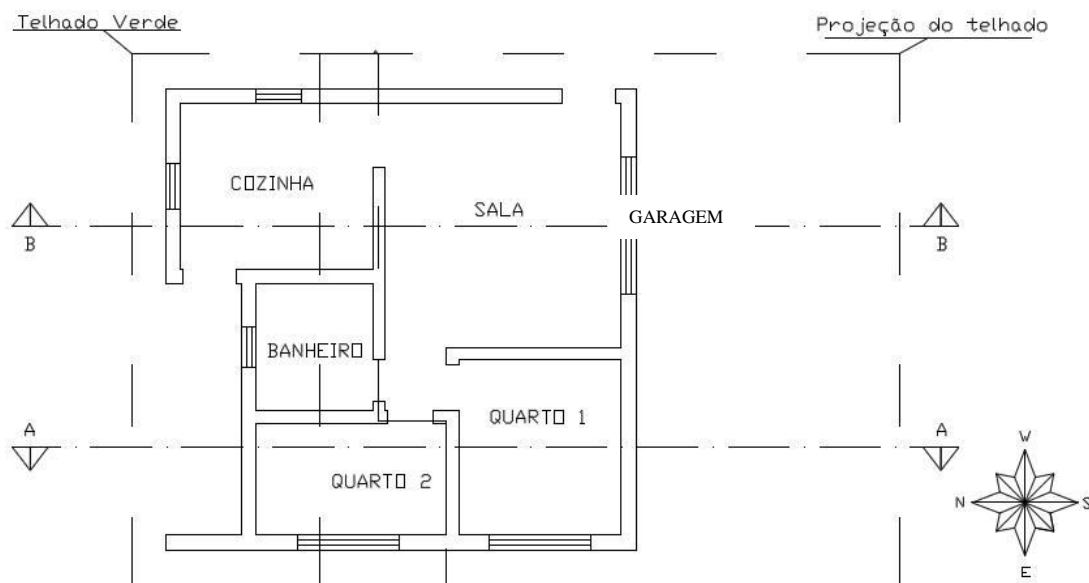 Telhado Verde
Projeção do telhado
COZINHA
SALA
GARAGEM
B
B
BANHEIRO
QUARTO 1
A
A
QUARTO 2
W
N
S
E